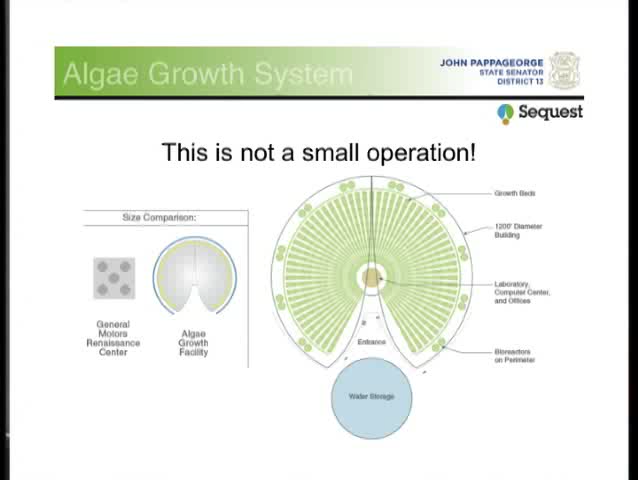 Algae Growth System
JOHN PAPPAGEORGE
STATE SENATOR
DISTRICT 13
Sequest
This is not a small operation!
Size Comparison:
General
Motors
Renaissance
Center
Algae
Growth
Facility
Growth Beds
1200' Diameter
Building
Laboratory,
Computer Center,
and Offices
Bioreactors
on Perimeter
Entrance
Water Storage